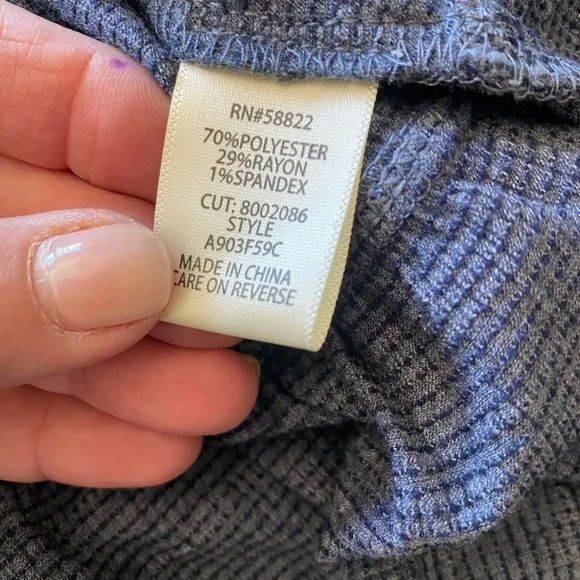 RN#58822
70%POLYESTER
29%RAYON
1%SPANDEX
CUT: 8002086
STYLE
A903F59C
MADE IN CHINA
CARE ON REVERSE